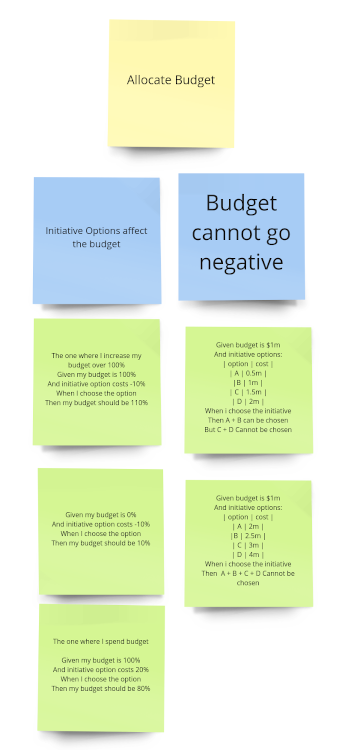 Allocate Budget
Initiative Options affect
the budget
Budget
cannot go
negative
The one where I increase my
budget over 100%
Given my budget is 100%
And initiative option costs -10%
When I choose the option
Then my budget should be 110%
Given budget is $1m
And initiative options:
| option | cost |
| A | 0.5m |
|B | 1m |
| C | 1.5m |
| D | 2m |
When i choose the initiative
Then A + B can be chosen
But C + D Cannot be chosen
Given my budget is 0%
And initiative option costs -10%
When I choose the option
Then my budget should be 10%
Given budget is $1m
And initiative options:
| option | cost |
| A | 2m |
|B | 2.5m |
| C | 3m |
| D | 4m |
When i choose the initiative
Then A + B + C + D Cannot be
chosen
The one where I spend budget
Given my budget is 100%
And initiative option costs 20%
When I choose the option
Then my budget should be 80%